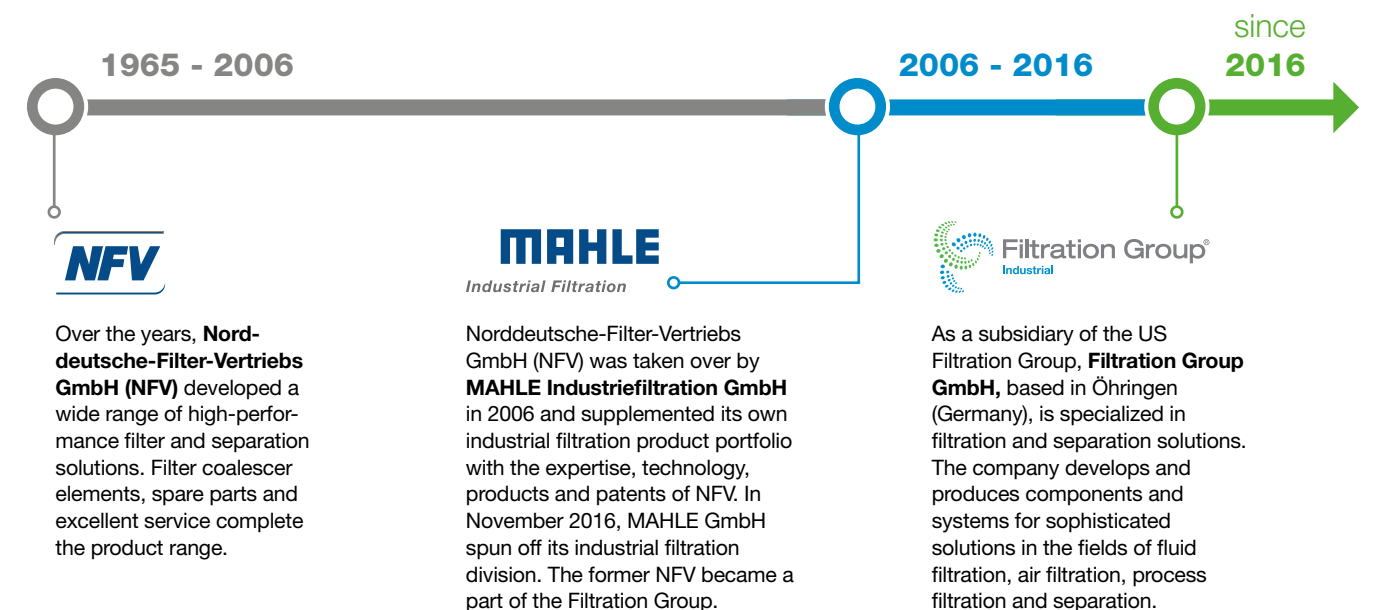 1965 - 2006
2006 - 2016
since
2016
NFV
Over the years, Nord-
deutsche-Filter-Vertriebs
GmbH (NFV) developed a
wide range of high-perfor-
mance filter and separation
solutions. Filter coalescer
elements, spare parts and
excellent service complete
the product range.
MAHLE
Industrial Filtration
Norddeutsche-Filter-Vertriebs
GmbH (NFV) was taken over by
MAHLE Industriefiltration GmbH
in 2006 and supplemented its own
industrial filtration product portfolio
with the expertise, technology,
products and patents of NFV. In
November 2016, MAHLE GmbH
spun off its industrial filtration
division. The former NFV became a
part of the Filtration Group.
Filtration Group®
Industrial
As a subsidiary of the US
Filtration Group, Filtration Group
GmbH, based in Öhringen
(Germany), is specialized in
filtration and separation solutions.
The company develops and
produces components and
systems for sophisticated
solutions in the fields of fluid
filtration, air filtration, process
filtration and separation.